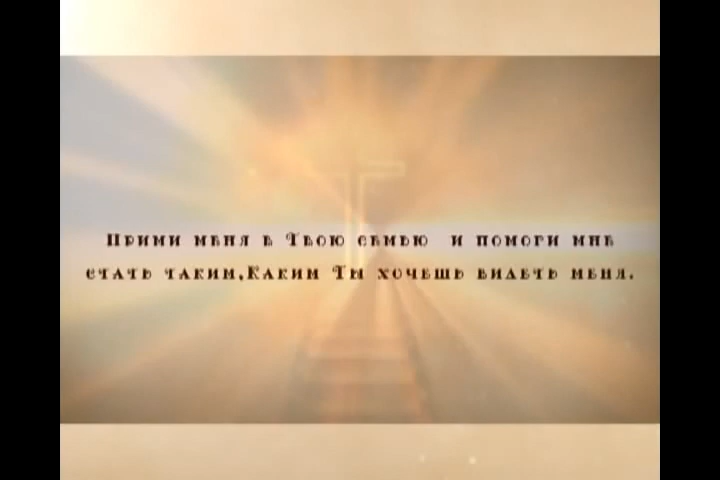 Прими меня в Твою семью и помоги мне
стать таким,Каким Ты хочешь видеть меня.